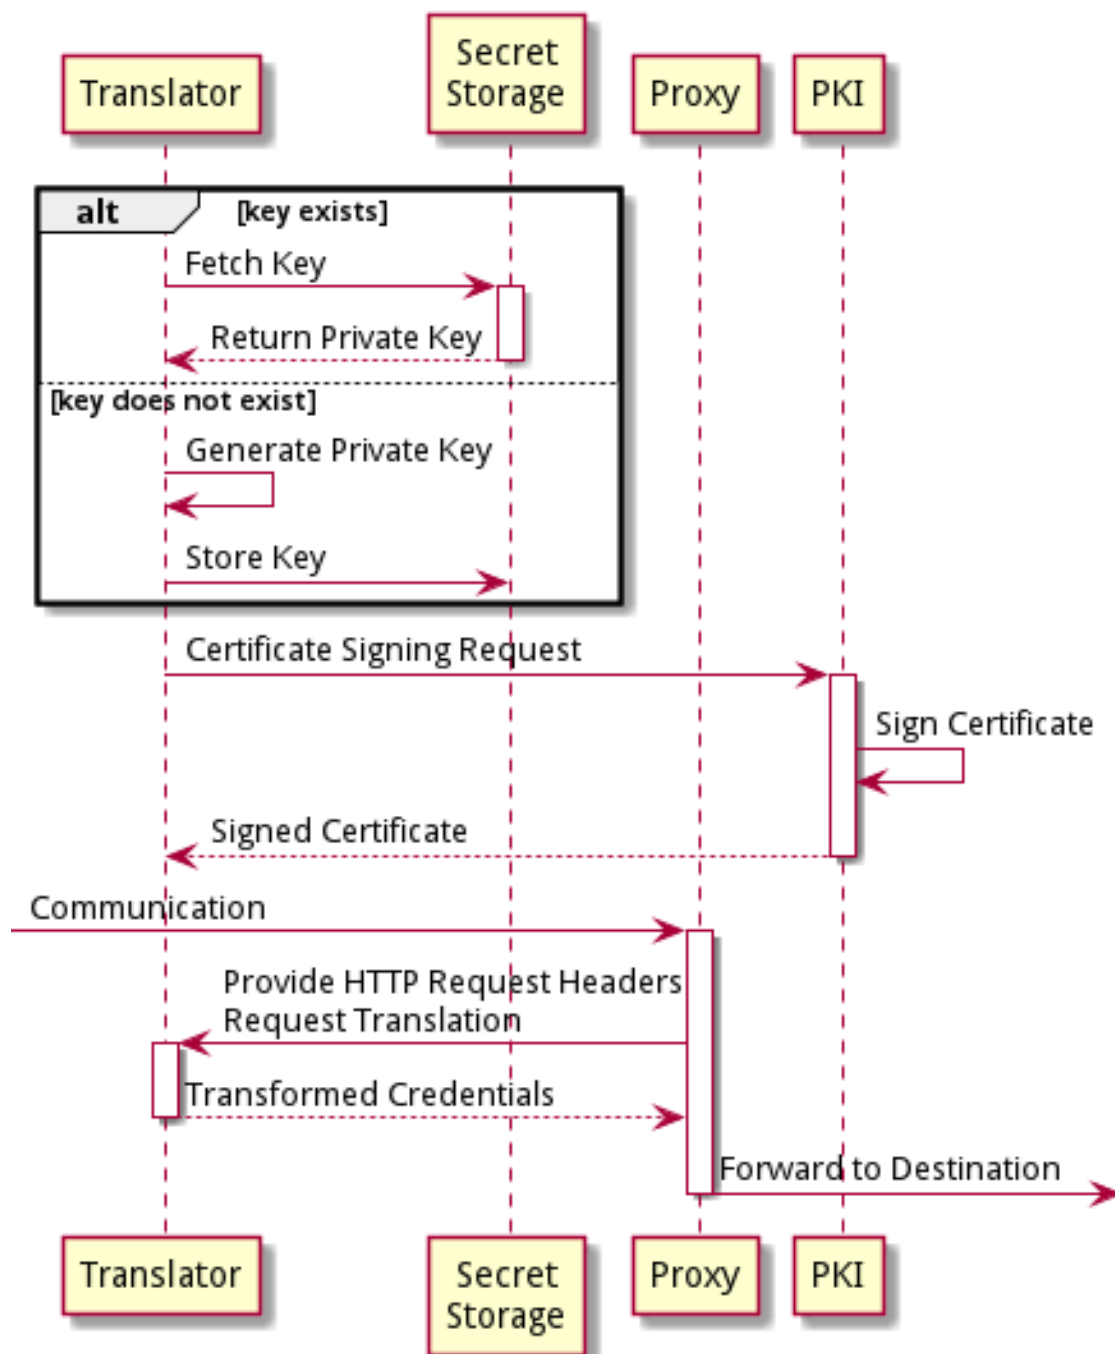 Translator
Secret
Storage
Proxy
PKI
alt
[key exists]
Fetch Key
Return Private Key
[key does not exist]
Generate Private Key
Store Key
Certificate Signing Request
Sign Certificate
Signed Certificate
Communication
Provide HTTP Request Headers
Request Translation
Transformed Credentials
Forward to Destination
Translator
Secret
Storage
Proxy
PKI